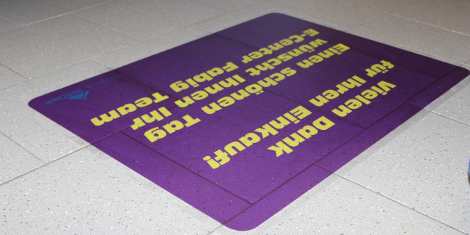 Vielen Dank
für Ihren Einkauf!
Einen schönen Tag
wünscht Ihnen Ihr
E-Center Fabig
Team